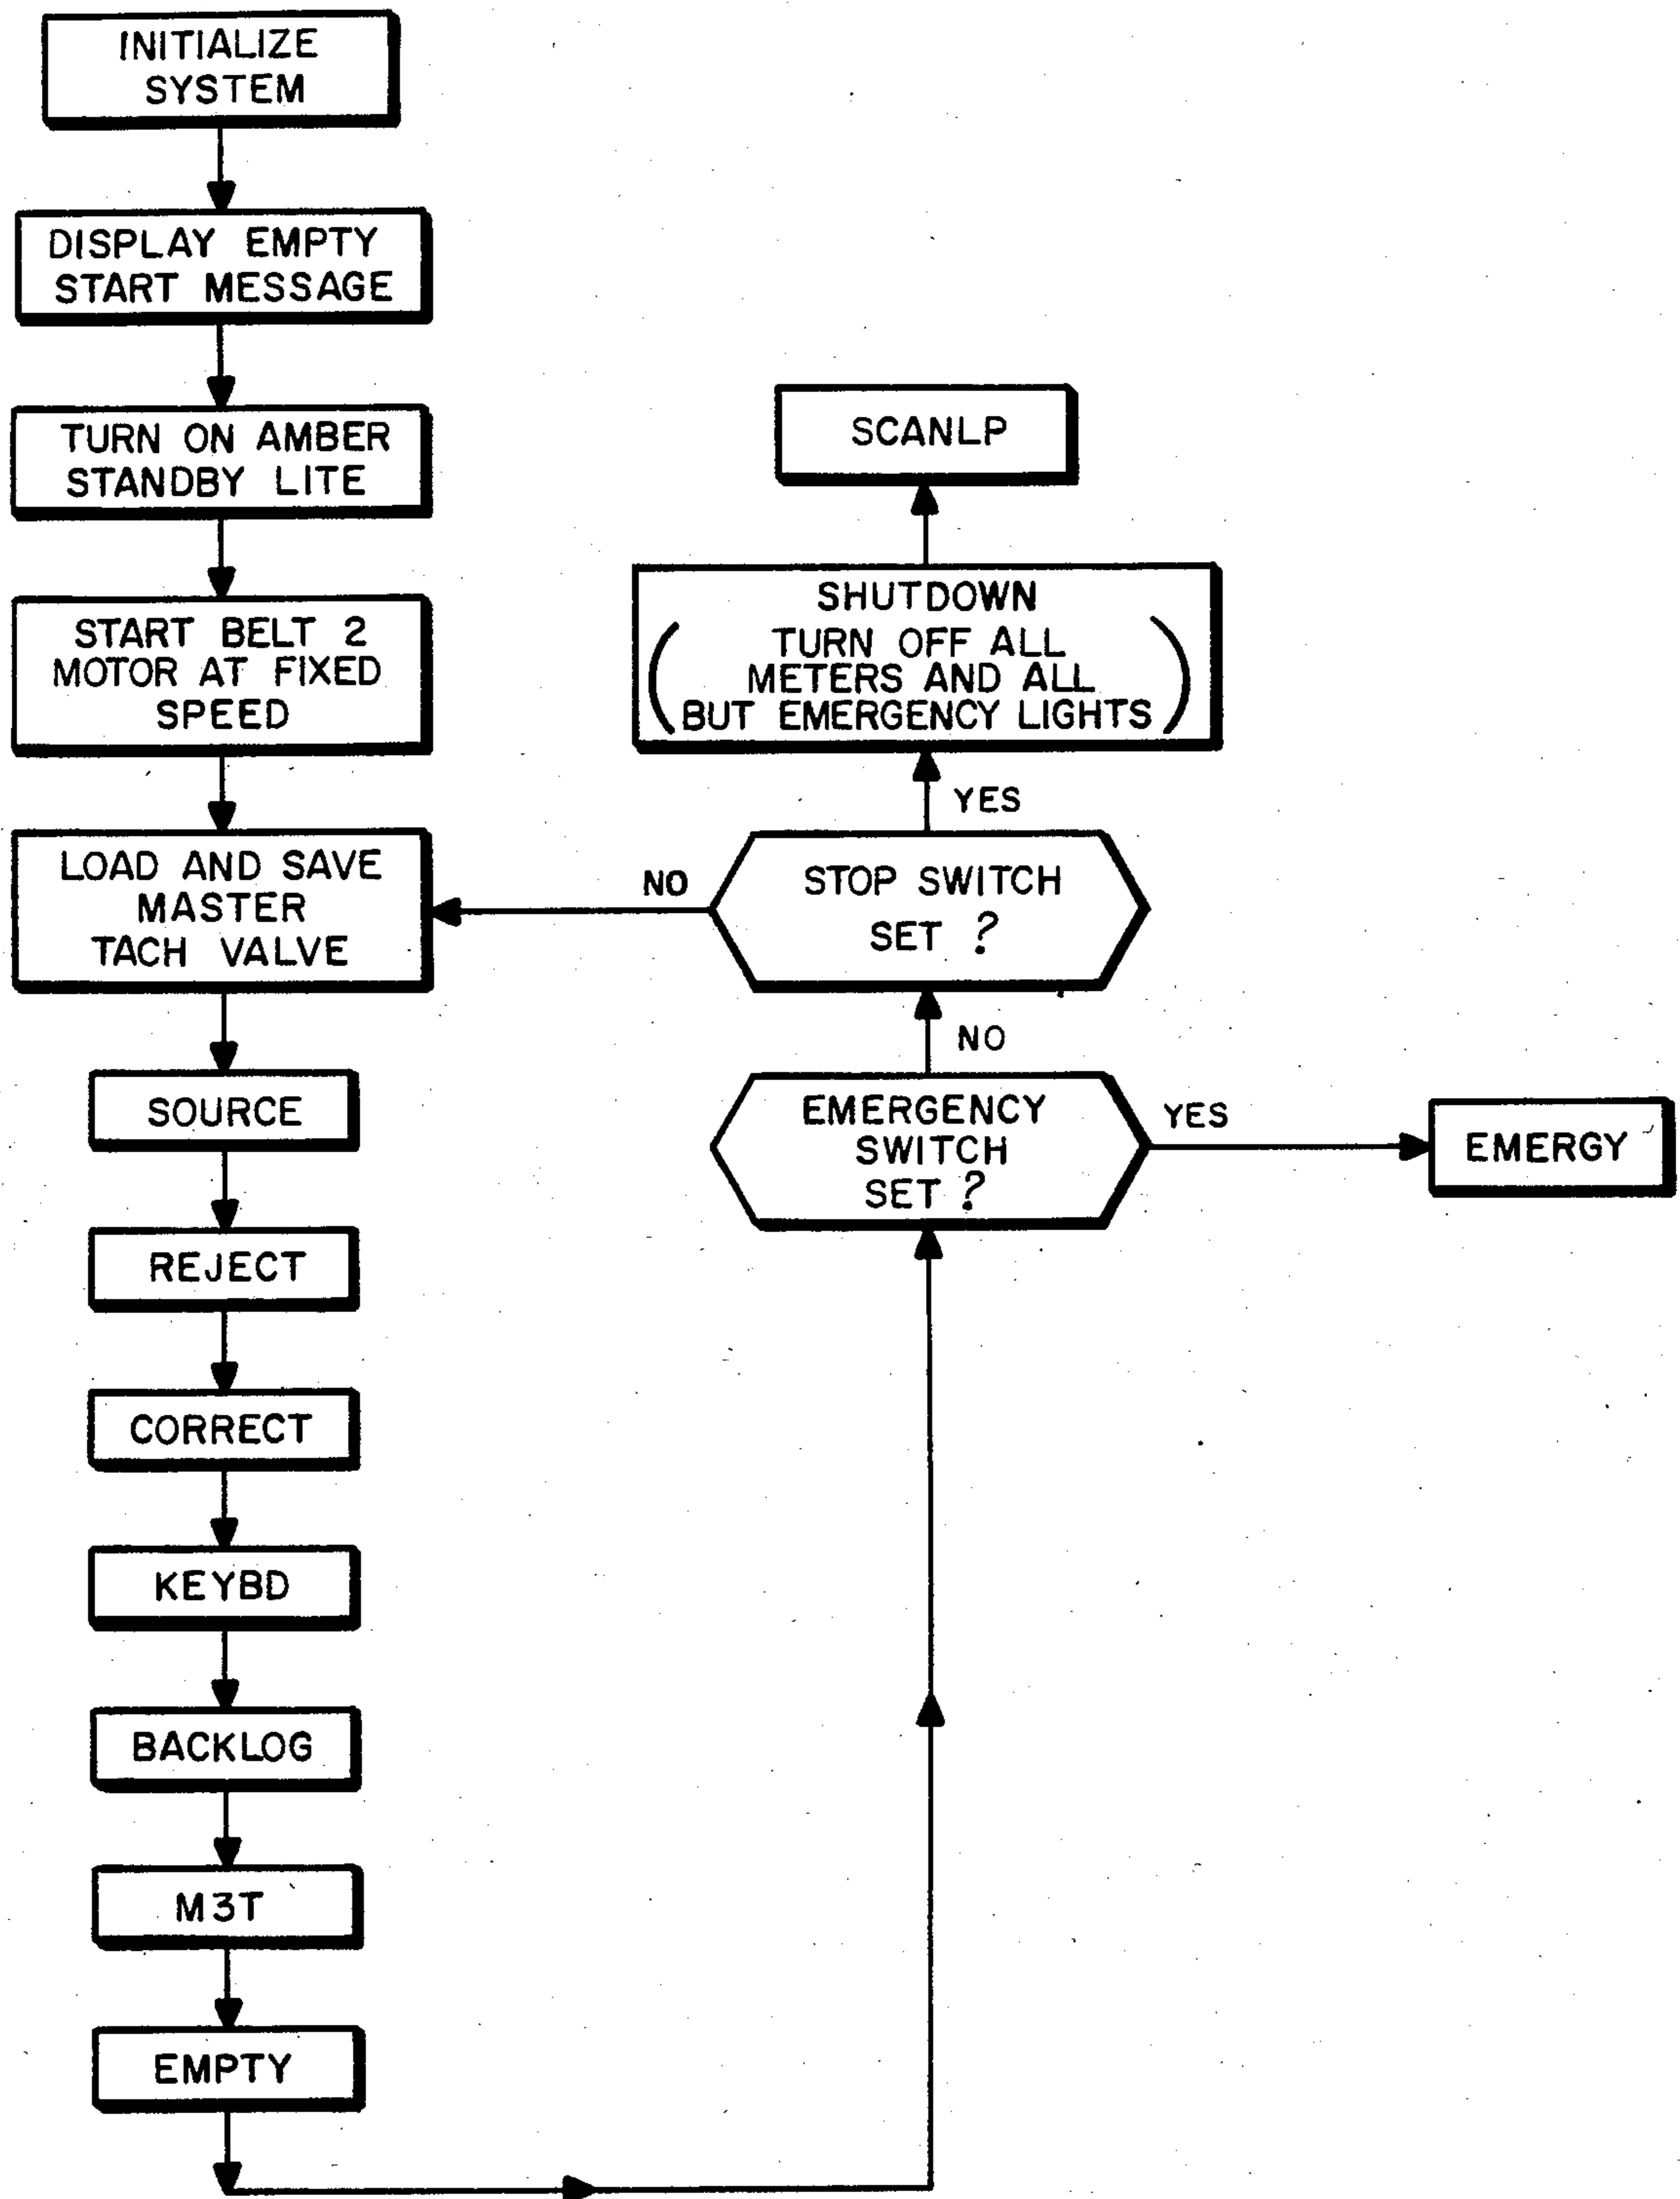 INITIALIZE
SYSTEM
DISPLAY EMPTY
START MESSAGE
TURN ON AMBER
STANDBY LITE
START BELT 2
MOTOR AT FIXED
SPEED
LOAD AND SAVE
MASTER
TACH VALVE
SOURCE
REJECT
CORRECT
KEYBD
BACKLOG
M3T
EMPTY
SCANLP
SHUTDOWN
(TURN OFF ALL
METERS AND ALL
BUT EMERGENCY LIGHTS)
YES
STOP SWITCH
SET ?
NO
NO
EMERGENCY
SWITCH
SET ?
YES
EMERGY